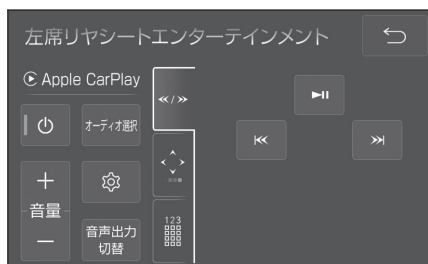 左席リヤシートエンターテインメント
Apple CarPlay
オーディオ選択
+
音量
−
音声出力
切替
123